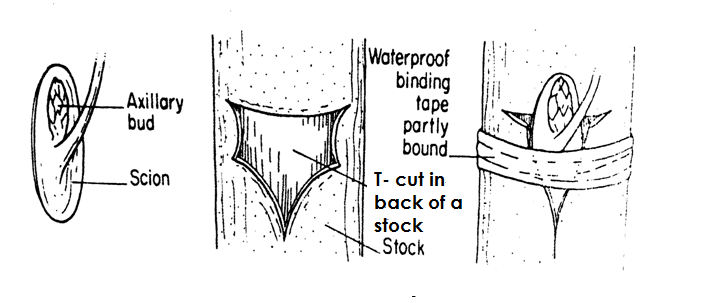 Axillary
bud
Scion
Waterproof
binding
tape
partly
bound
T- cut in
back of a
stock
Stock